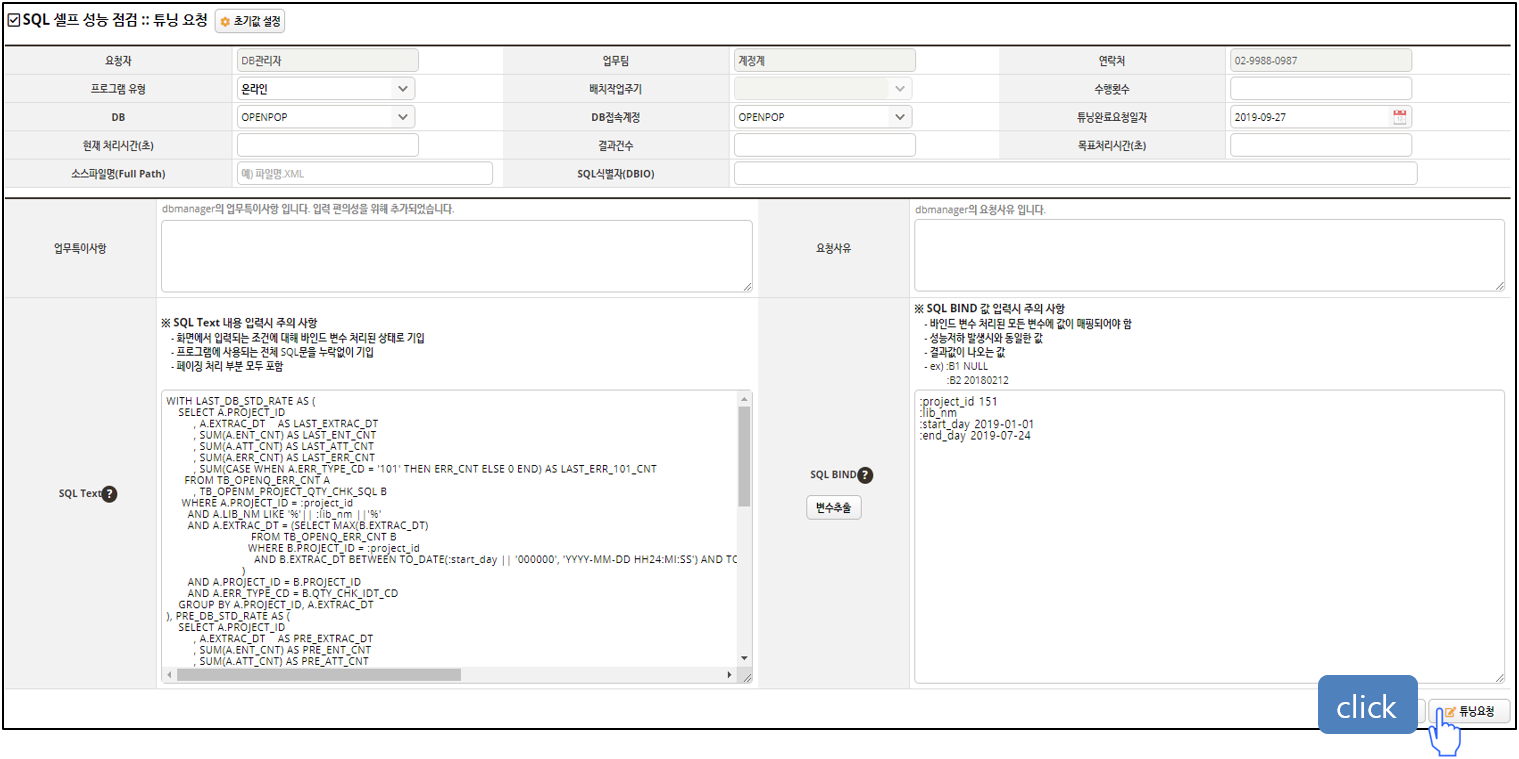 SQL 셀프 성능 점검 :: 튜닝 요청 초기값 설정
요청자 DB관리자 업무팀 계정계 연락처 02-9988-0987
프로그램 유형 온라인 배치작업주기 수행횟수
DB OPENPOP DB접속계정 OPENPOP 튜닝완료요청일자 2019-09-27
현재 처리시간(초) 결과건수 목표처리시간(초)
소스파일명(Full Path) 예) 파일명.XML SQL식별자(DBIO)
업무특이사항
dbmanager의 업무특이사항 입니다. 입력 편의성을 위해 추가되었습니다.
요청사유
dbmanager의 요청사유 입니다.
SQL Text ?
※ SQL Text 내용 입력시 주의 사항
- 화면에서 입력되는 조건에 대해 바인드 변수 처리된 상태로 기입
- 프로그램에 사용되는 전체 SQL문을 누락없이 기입
- 페이징 처리 부분 모두 포함
WITH LAST_DB_STD_RATE AS (
SELECT A.PROJECT_ID
, A.EXTRAC_DT AS LAST_EXTRAC_DT
, SUM(A.ENT_CNT) AS LAST_ENT_CNT
, SUM(A.ATT_CNT) AS LAST_ATT_CNT
, SUM(A.ERR_CNT) AS LAST_ERR_CNT
, SUM(CASE WHEN A.ERR_TYPE_CD = '101' THEN ERR_CNT ELSE 0 END) AS LAST_ERR_101_CNT
FROM TB_OPENQ_ERR_CNT A
, TB_OPENM_PROJECT_QTY_CHK_SQL B
WHERE A.PROJECT_ID = :project_id
AND A.LIB_NM LIKE '%'|| :lib_nm ||'%'
AND A.EXTRAC_DT = (SELECT MAX(B.EXTRAC_DT)
FROM TB_OPENQ_ERR_CNT B
WHERE B.PROJECT_ID = :project_id
AND B.EXTRAC_DT BETWEEN TO_DATE(:start_day || '000000', 'YYYY-MM-DD HH24:MI:SS') AND TO
)
AND A.PROJECT_ID = B.PROJECT_ID
AND A.ERR_TYPE_CD = B.QTY_CHK_IDT_CD
GROUP BY A.PROJECT_ID, A.EXTRAC_DT
), PRE_DB_STD_RATE AS (
SELECT A.PROJECT_ID
, A.EXTRAC_DT AS PRE_EXTRAC_DT
, SUM(A.ENT_CNT) AS PRE_ENT_CNT
, SUM(A.ATT_CNT) AS PRE_ATT_CNT
SQL BIND ?
변수추출
※ SQL BIND 값 입력시 주의 사항
- 바인드 변수 처리된 모든 변수에 값이 매핑되어야 함
- 성능저하 발생시와 동일한 값
- 결과값이 나오는 값
- ex) :B1 NULL
:B2 20180212
:project_id 151
:lib_nm
:start_day 2019-01-01
:end_day 2019-07-24
click
튜닝요청